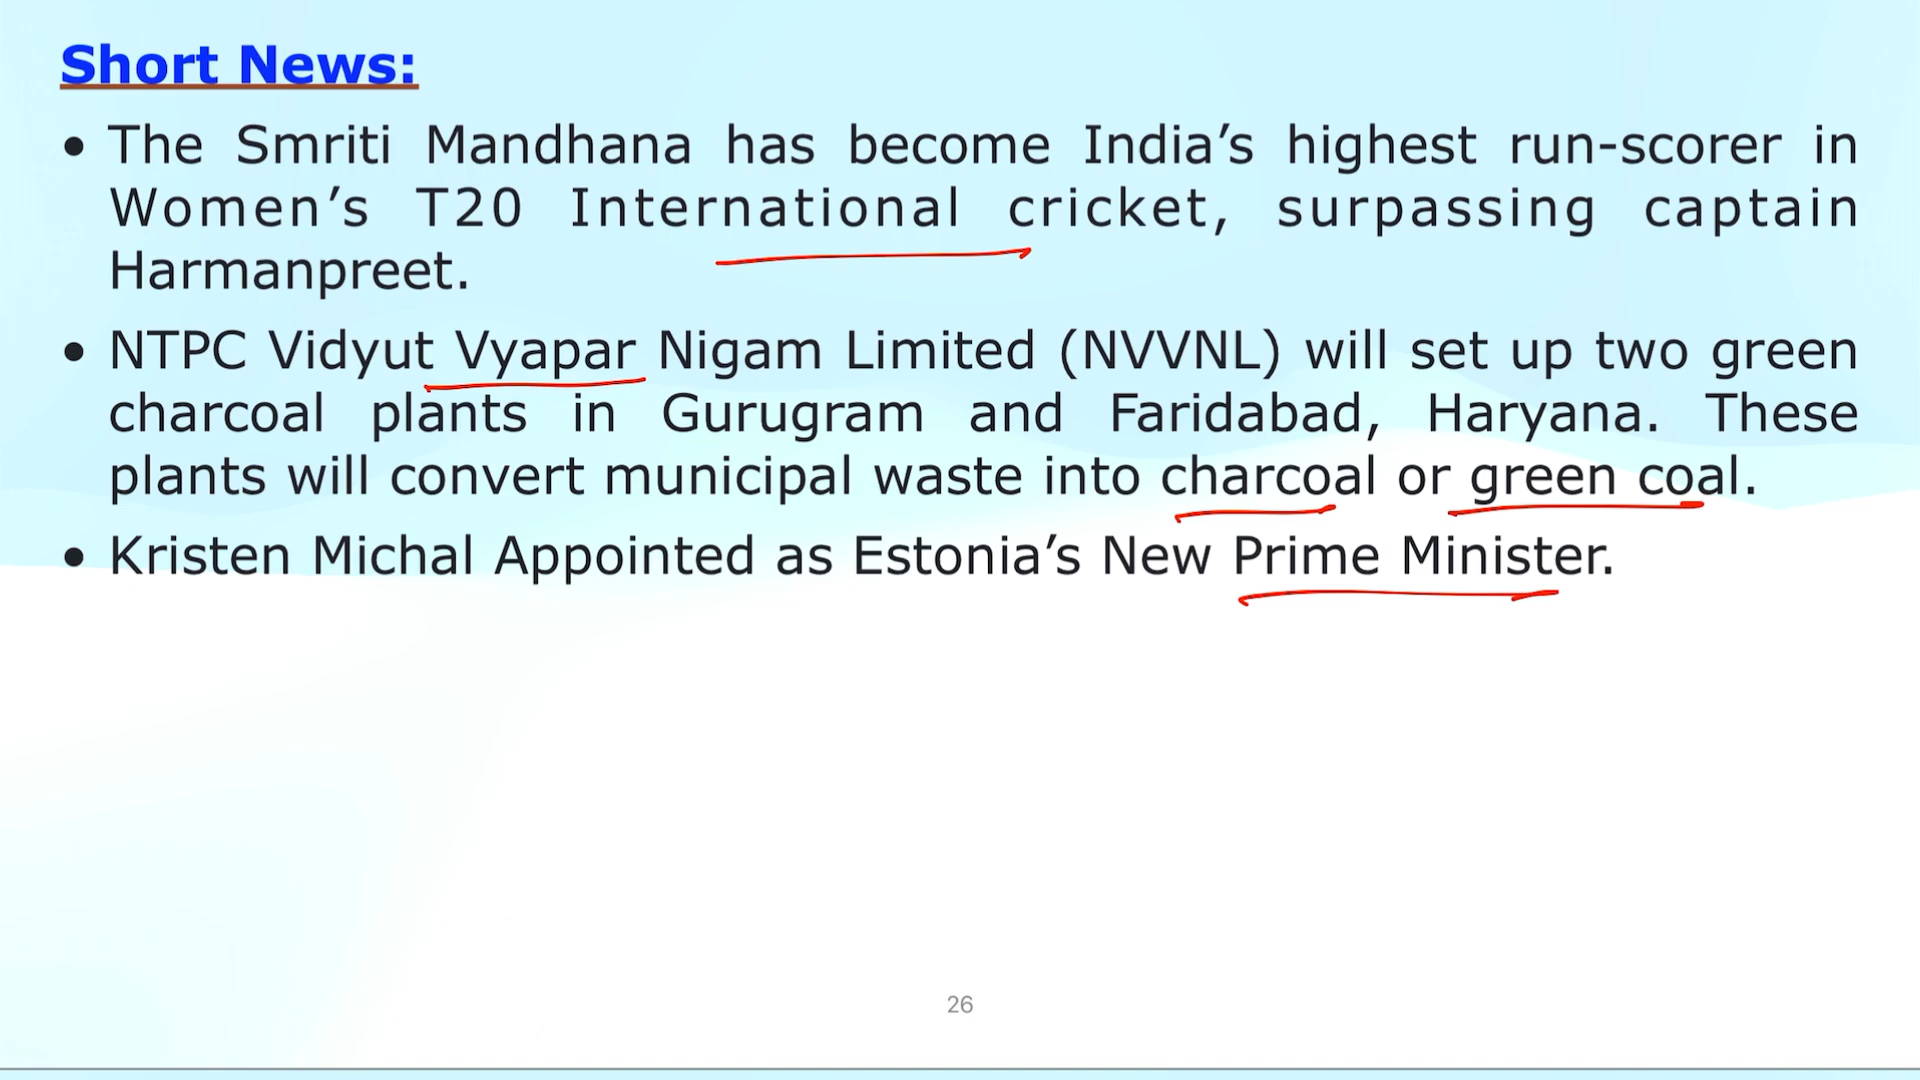 Short News:
• The Smriti Mandhana has become India’s highest run-scorer in
Women’s T20 International cricket, surpassing captain
Harmanpreet.
• NTPC Vidyut Vyapar Nigam Limited (NVVNL) will set up two green
charcoal plants in Gurugram and Faridabad, Haryana. These
plants will convert municipal waste into charcoal or green coal.
• Kristen Michal Appointed as Estonia’s New Prime Minister.
26